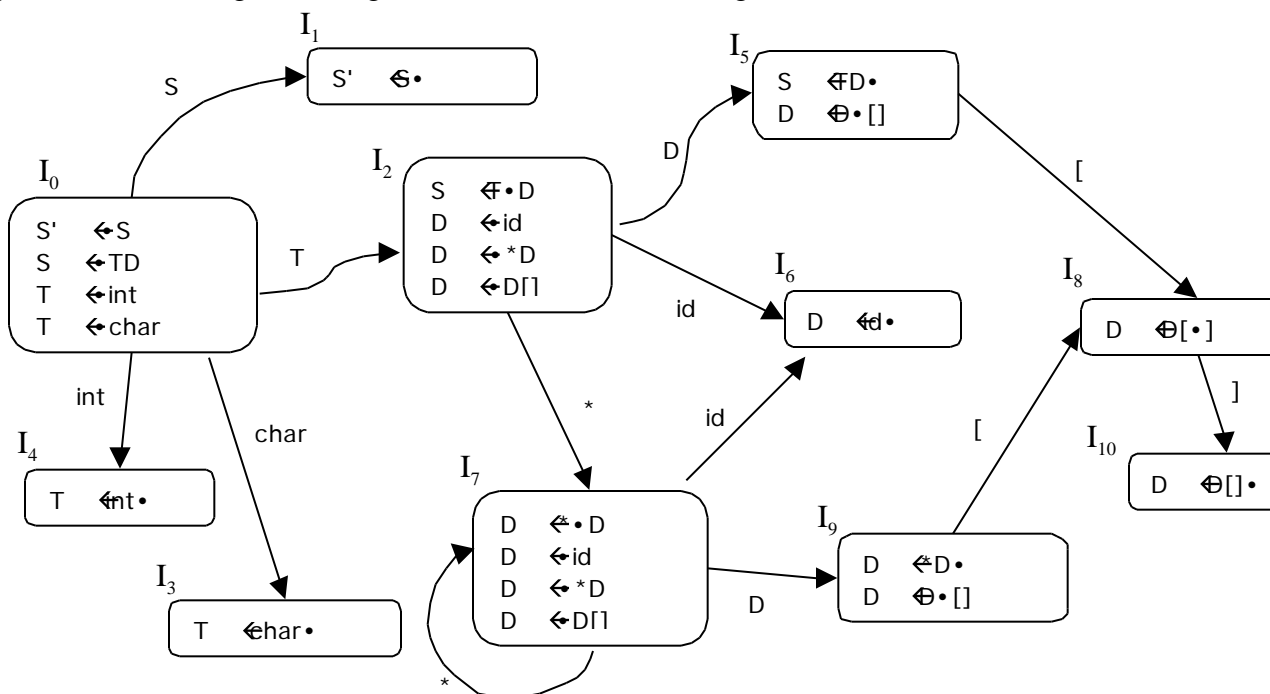 I1
S' ←S•
S
I0
S' ←•S
S ←•TD
T ←•int
T ←•char
T
I2
S ←T•D
D ←•id
D ←•*D
D ←•D[]
D
I5
S ←TD•
D ←D•[]
[
id
I6
D ←id•
I8
D ←D[•]
]
int
char
*
id
[
I4
T ←int•
I3
T ←char•
I7
D ←*•D
D ←•id
D ←•*D
D ←•D[]
*
D
I9
D ←*D•
D ←D•[]
I10
D ←D[]•